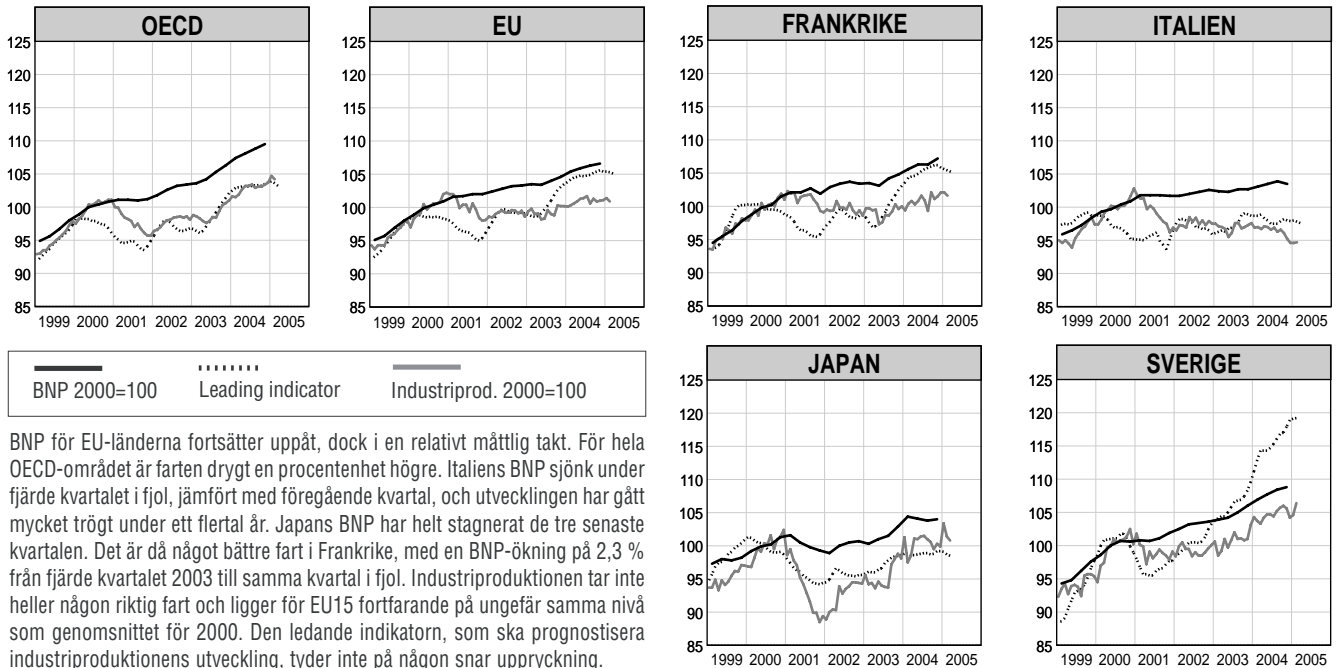 OECD
EU
FRANKRIKE
ITALIEN
125
120
115
110
105
100
95
90
85
1999 2000 2001 2002 2003 2004 2005
125
120
115
110
105
100
95
90
85
1999 2000 2001 2002 2003 2004 2005
125
120
115
110
105
100
95
90
85
1999 2000 2001 2002 2003 2004 2005
125
120
115
110
105
100
95
90
85
1999 2000 2001 2002 2003 2004 2005
BNP 2000=100 Leading indicator Industriprod. 2000=100
BNP för EU-länderna fortsätter uppåt, dock i en relativt måttlig takt. För hela
OECD-området är farten drygt en procentenhet högre. Italiens BNP sjönk under
fjärde kvartalet i fjol, jämfört med föregående kvartal, och utvecklingen har gått
mycket trögt under ett flertal år. Japans BNP har helt stagnerat de tre senaste
kvartalen. Det är då något bättre fart i Frankrike, med en BNP-ökning på 2,3 %
från fjärde kvartalet 2003 till samma kvartal i fjol. Industriproduktionen tar inte
heller någon riktig fart och ligger för EU15 fortfarande på ungefär samma nivå
som genomsnittet för 2000. Den ledande indikatorn, som ska prognostisera
industriproduktionens utveckling, tyder inte på någon snar uppryckning.
JAPAN
SVERIGE
125
120
115
110
105
100
95
90
85
1999 2000 2001 2002 2003 2004 2005
125
120
115
110
105
100
95
90
85
1999 2000 2001 2002 2003 2004 2005